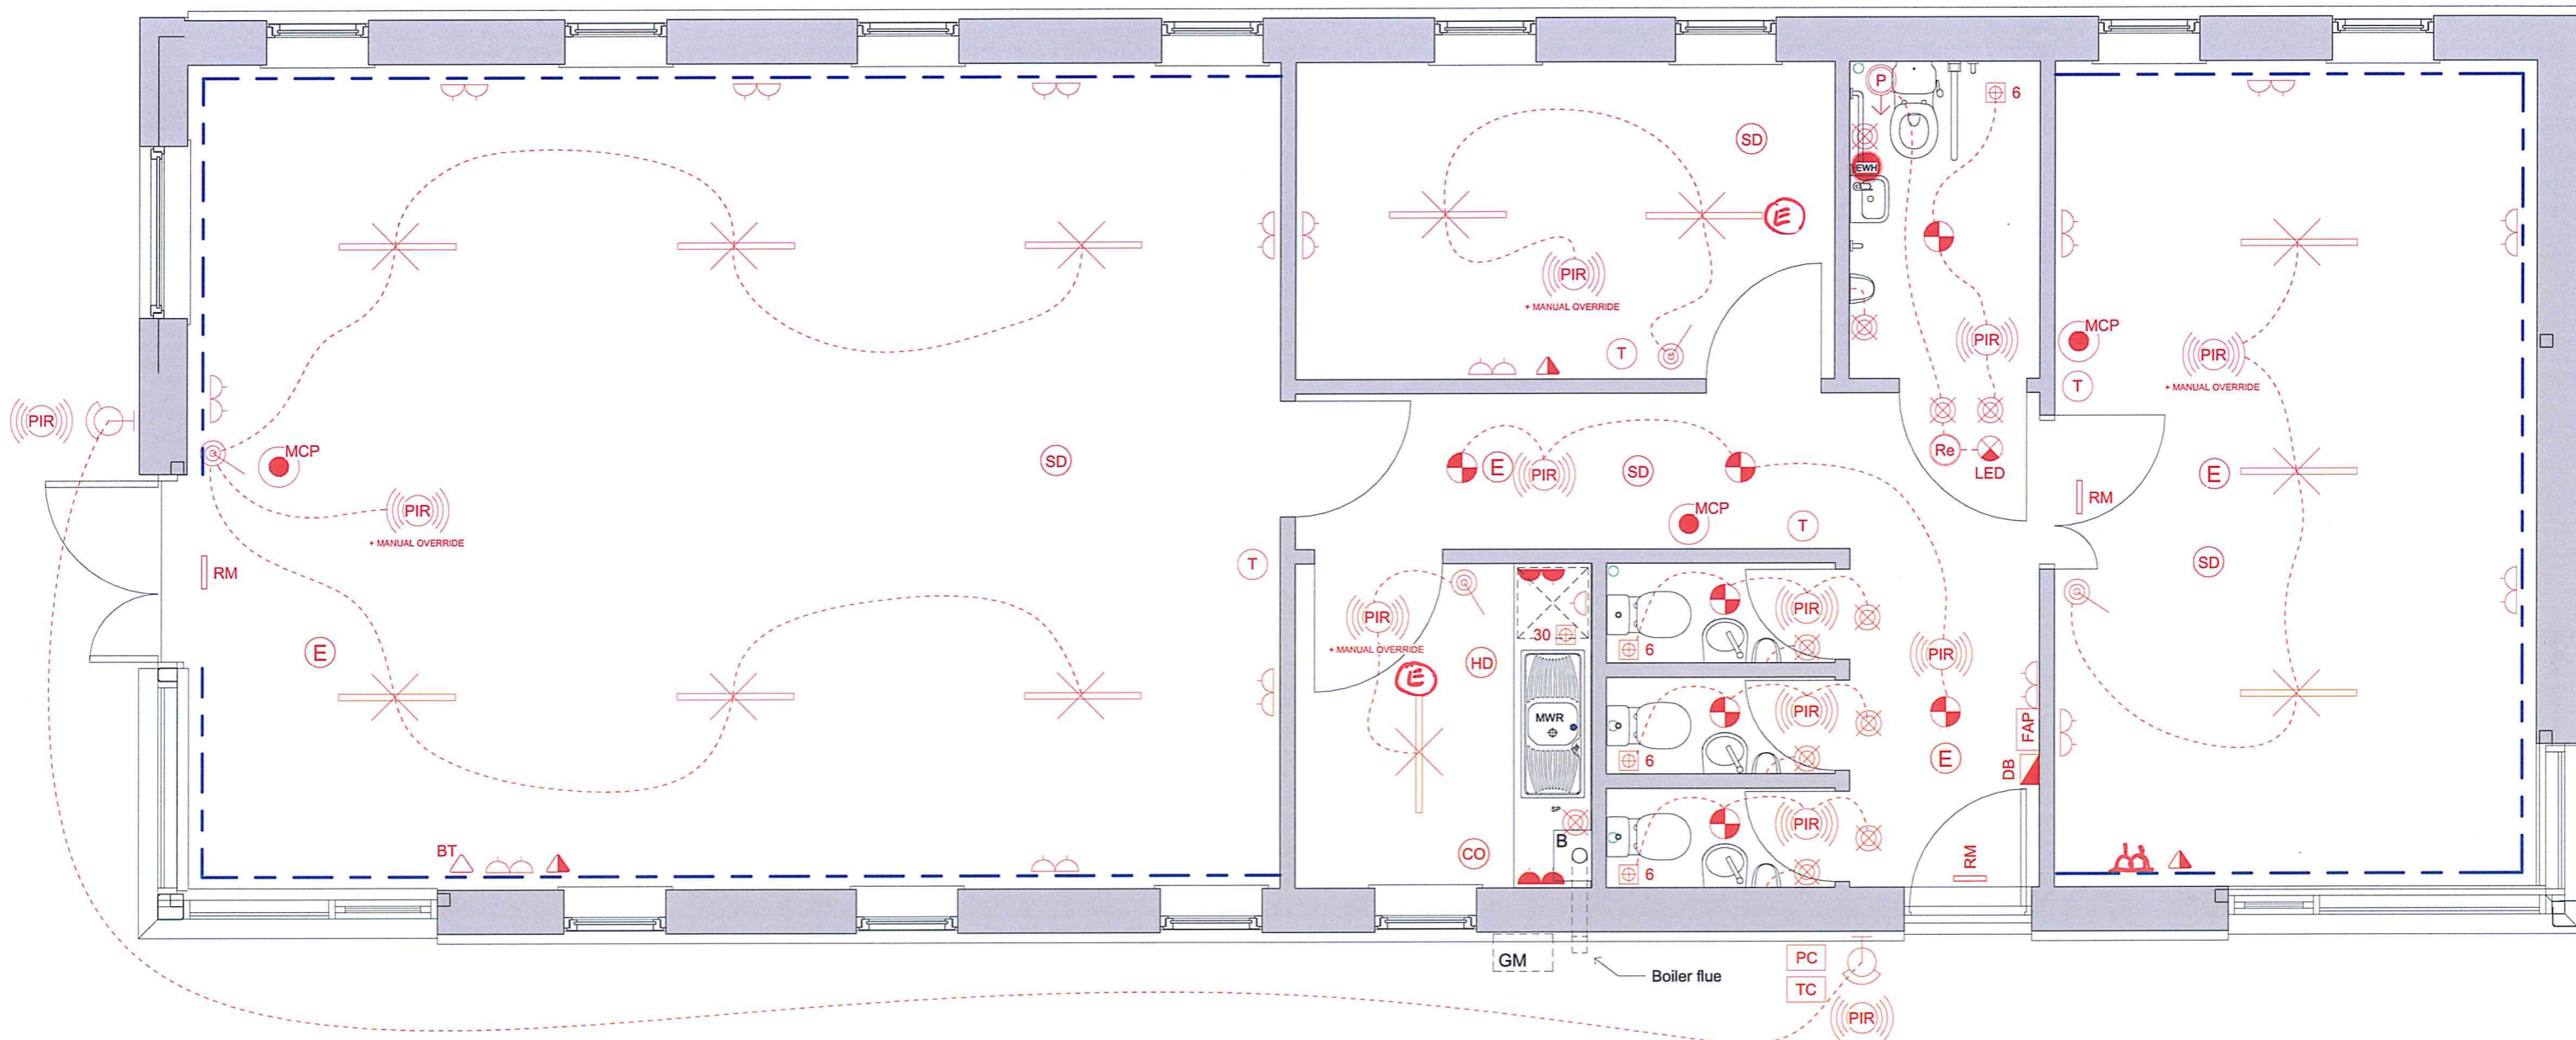 P
6
SD
EWH
E
PIR
+ MANUAL OVERRIDE
T
PIR
MCP
T
PIR
+ MANUAL OVERRIDE
PIR
MCP
SD
PIR
+ MANUAL OVERRIDE
RM
T
E
E
PIR
SD
MCP
T
Re
LED
RM
E
SD
PIR
+ MANUAL OVERRIDE
E
HD
30
MWR
SP
CO
B
PIR
6
PIR
6
PIR
6
PIR
E
FAP
DB
RM
BT
GM
Boiler flue
PC
TC
PIR